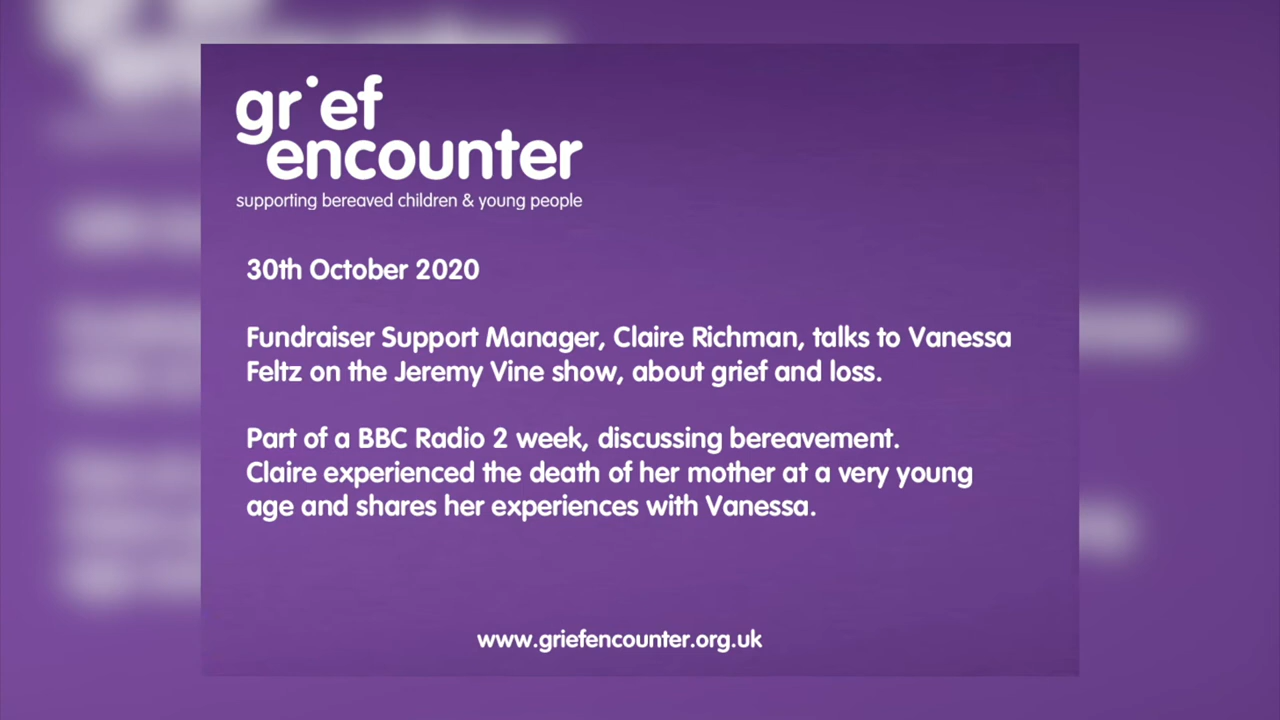 grief
encounter
supporting bereaved children & young people
30th October 2020
Fundraiser Support Manager, Claire Richman, talks to Vanessa
Feltz on the Jeremy Vine show, about grief and loss.
Part of a BBC Radio 2 week, discussing bereavement.
Claire experienced the death of her mother at a very young
age and shares her experiences with Vanessa.
www.griefencounter.org.uk